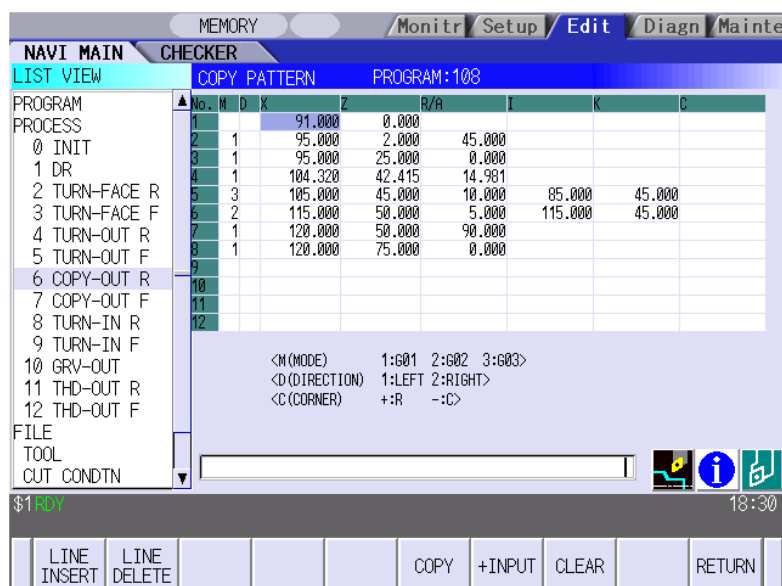 MEMORY Monitr Setup Edit Diagn Mainte
NAVI MAIN CHECKER
LIST VIEW COPY PATTERN PROGRAM:108
PROGRAM
PROCESS
0 INIT
1 DR
2 TURN-FACE R
3 TURN-FACE F
4 TURN-OUT R
5 TURN-OUT F
6 COPY-OUT R
7 COPY-OUT F
8 TURN-IN R
9 TURN-IN F
10 GRV-OUT
11 THD-OUT R
12 THD-OUT F
FILE
TOOL
CUT CONDTN
No. M D X Z R/A I K C
1 91.000 0.000
2 1 95.000 2.000 45.000
3 1 95.000 25.000 0.000
4 1 104.320 42.415 14.981
5 3 105.000 45.000 10.000 85.000 45.000
6 2 115.000 50.000 5.000 115.000 45.000
7 1 120.000 50.000 90.000
8 1 120.000 75.000 0.000
9
10
11
12
<M(MODE) 1:G01 2:G02 3:G03>
<D(DIRECTION) 1:LEFT 2:RIGHT>
<C(CORNER) +:R -:C>
$1 RDY 18:30
LINE INSERT LINE DELETE COPY +INPUT CLEAR RETURN